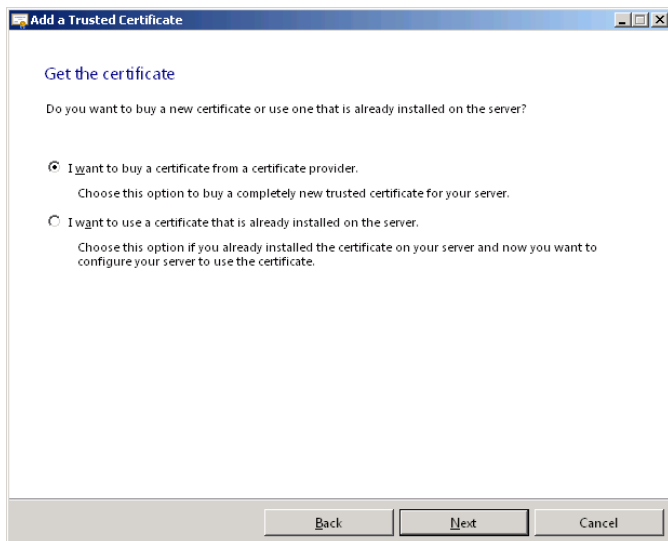 Add a Trusted Certificate
Get the certificate
Do you want to buy a new certificate or use one that is already installed on the server?
I want to buy a certificate from a certificate provider.
Choose this option to buy a completely new trusted certificate for your server.
I want to use a certificate that is already installed on the server.
Choose this option if you already installed the certificate on your server and now you want to
configure your server to use the certificate.
Back Next Cancel